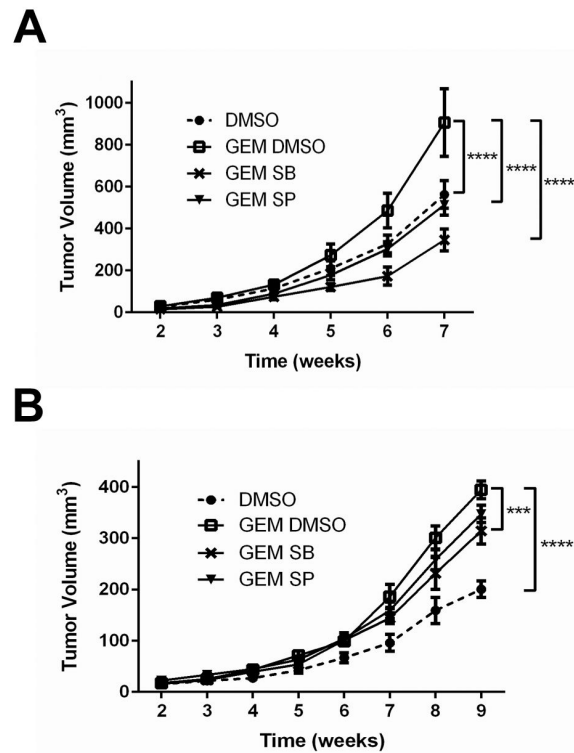 A
Tumor Volume (mm3)
1000
800
600
400
200
0
DMSO
GEM DMSO
GEM SB
GEM SP
****
****
****
2 3 4 5 6 7
Time (weeks)
B
Tumor Volume (mm3)
400
300
200
100
0
DMSO
GEM DMSO
GEM SB
GEM SP
***
****
2 3 4 5 6 7 8 9
Time (weeks)